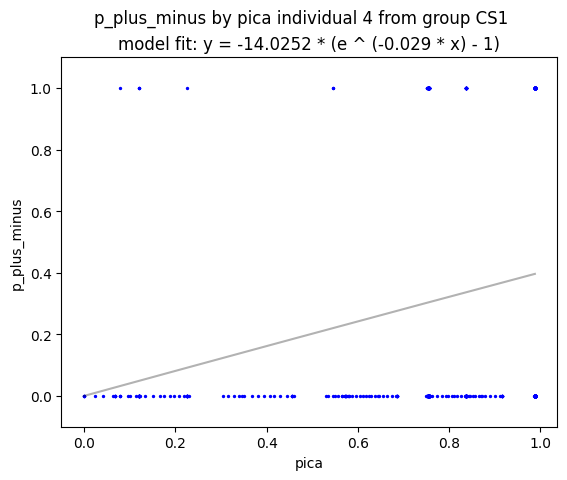 p_plus_minus by pica individual 4 from group CS1
model fit: y = -14.0252 * (e ^ (-0.029 * x) - 1)
1.0
0.8
0.6
0.4
0.2
0.0
p_plus_minus
0.0 0.2 0.4 0.6 0.8 1.0
pica